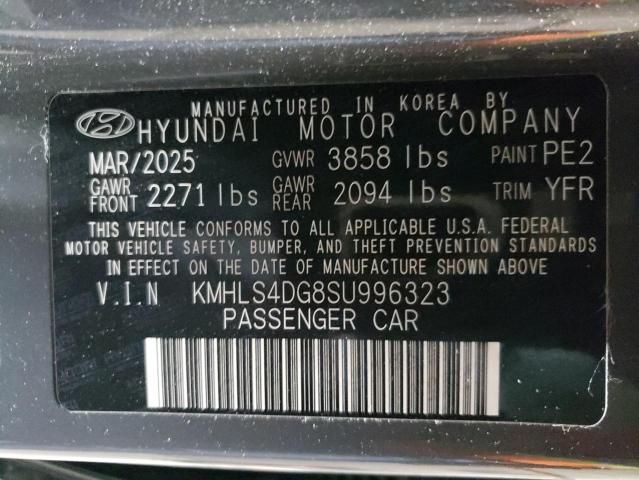 MANUFACTURED IN KOREA BY
HYUNDAI MOTOR COMPANY
MAR/2025 GVWR 3858 lbs PAINT PE2
GAWR FRONT 2271 lbs GAWR REAR 2094 lbs TRIM YFR
THIS VEHICLE CONFORMS TO ALL APPLICABLE U.S.A. FEDERAL
MOTOR VEHICLE SAFETY, BUMPER, AND THEFT PREVENTION STANDARDS
IN EFFECT ON THE DATE OF MANUFACTURE SHOWN ABOVE
V.I.N KMHLS4DG8SU996323
PASSENGER CAR